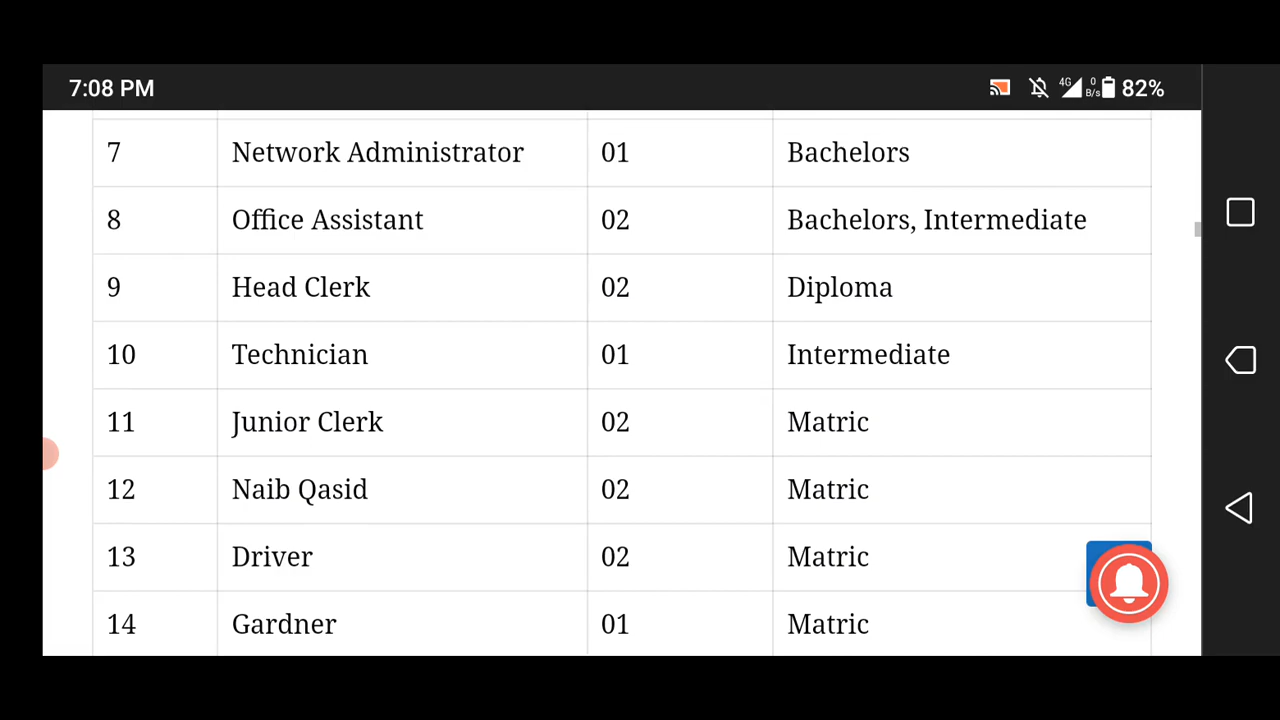 7:08 PM 4G 0 B/s 82%
7 Network Administrator 01 Bachelors
8 Office Assistant 02 Bachelors, Intermediate
9 Head Clerk 02 Diploma
10 Technician 01 Intermediate
11 Junior Clerk 02 Matric
12 Naib Qasid 02 Matric
13 Driver 02 Matric
14 Gardner 01 Matric